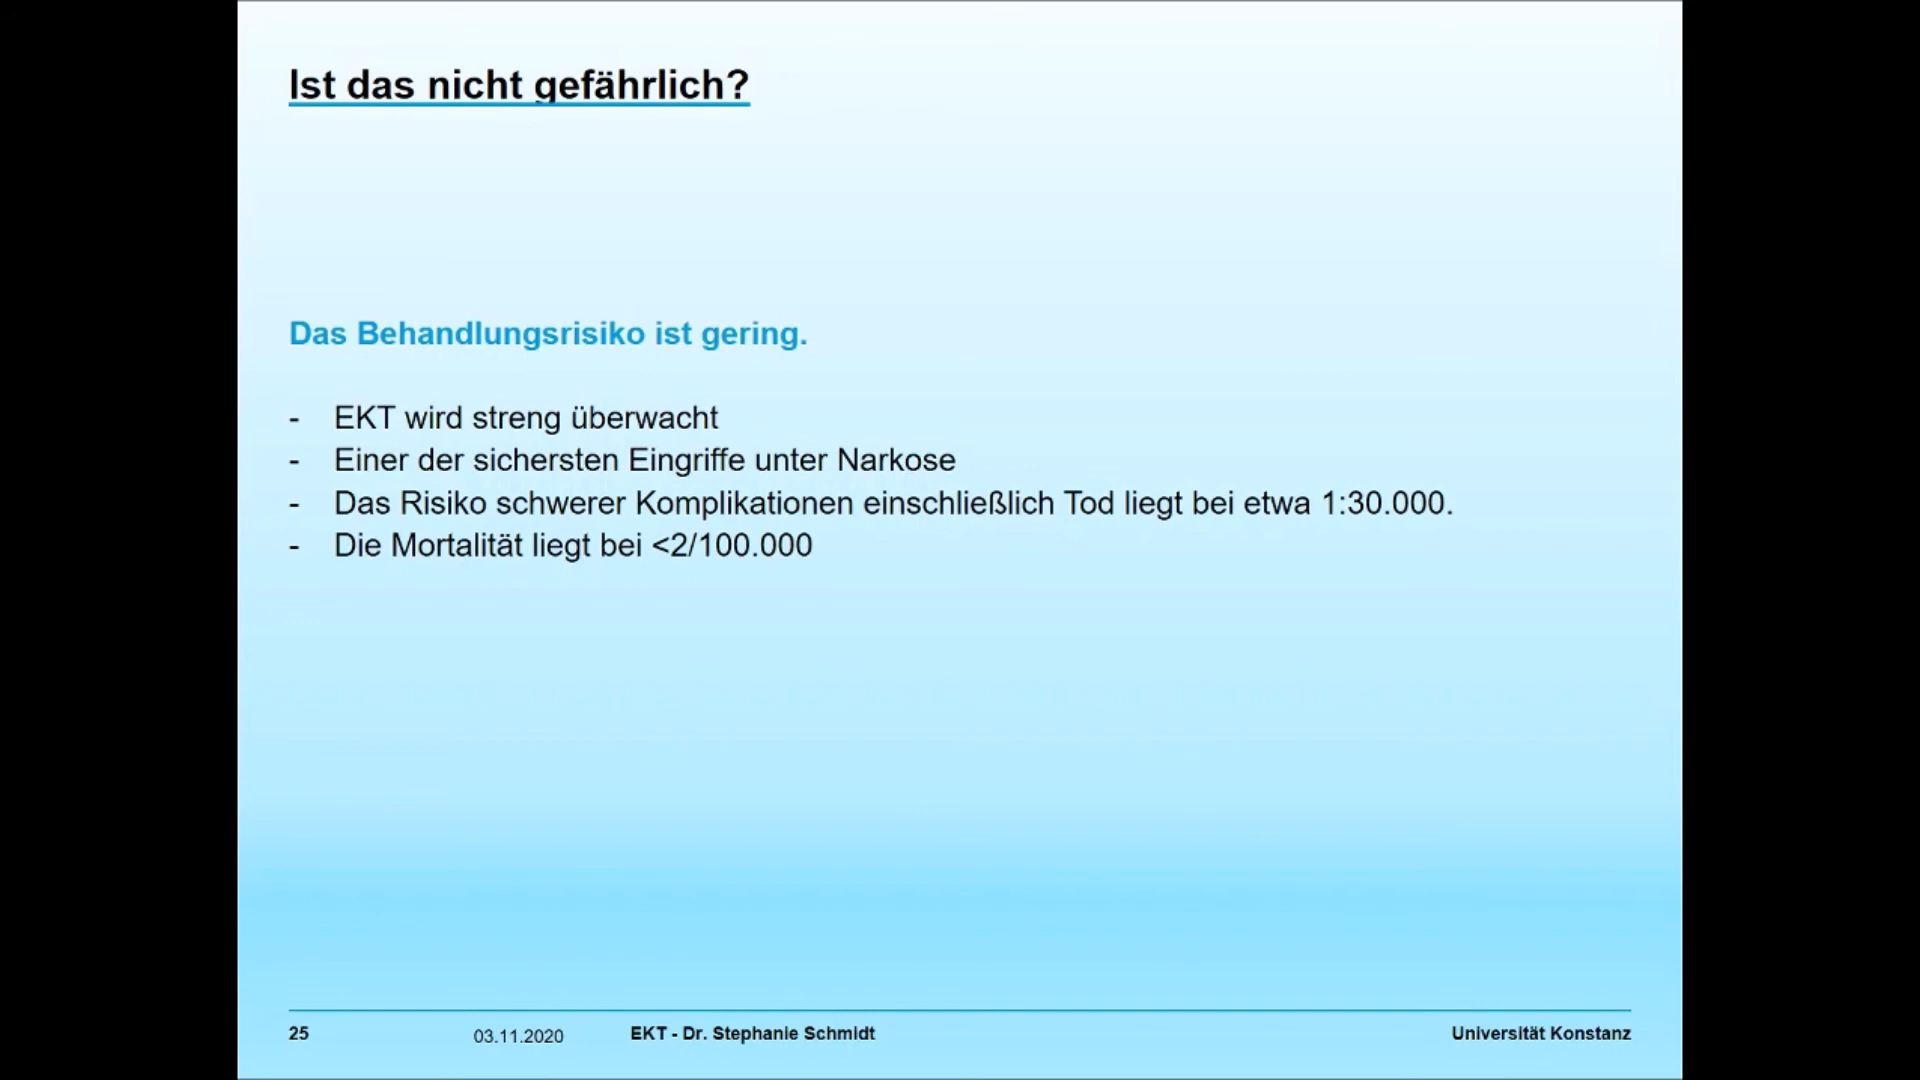 Ist das nicht gefährlich?
Das Behandlungsrisiko ist gering.
- EKT wird streng überwacht
- Einer der sichersten Eingriffe unter Narkose
- Das Risiko schwerer Komplikationen einschließlich Tod liegt bei etwa 1:30.000.
- Die Mortalität liegt bei <2/100.000
25 03.11.2020 EKT - Dr. Stephanie Schmidt Universität Konstanz